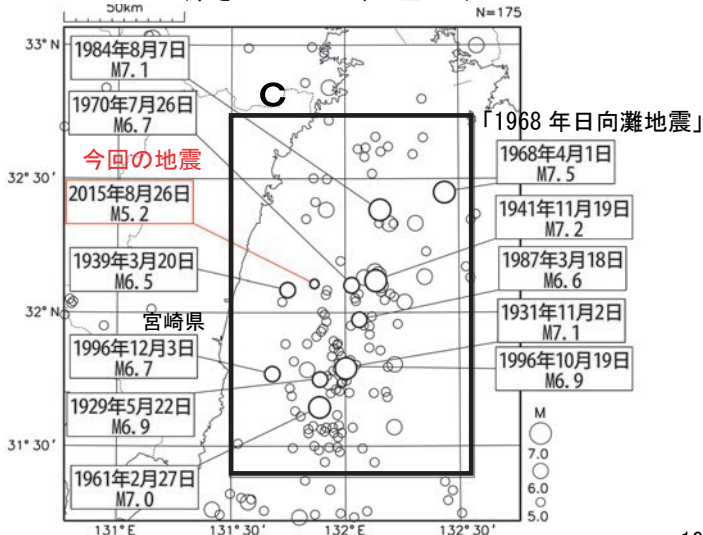 50km
N=175
33° N
1984年8月7日
M7.1
C
1970年7月26日
M6.7
「1968 年日向灘地震」
今回の地震
1968年4月1日
M7.5
32° 30′
2015年8月26日
M5.2
1941年11月19日
M7.2
1939年3月20日
M6.5
1987年3月18日
M6.6
32° N
宮崎県
1931年11月2日
M7.1
1996年12月3日
M6.7
1996年10月19日
M6.9
1929年5月22日
M6.9
M
7.0
6.0
5.0
31° 30′
1961年2月27日
M7.0
131° E
131° 30′
132° E
132° 30′